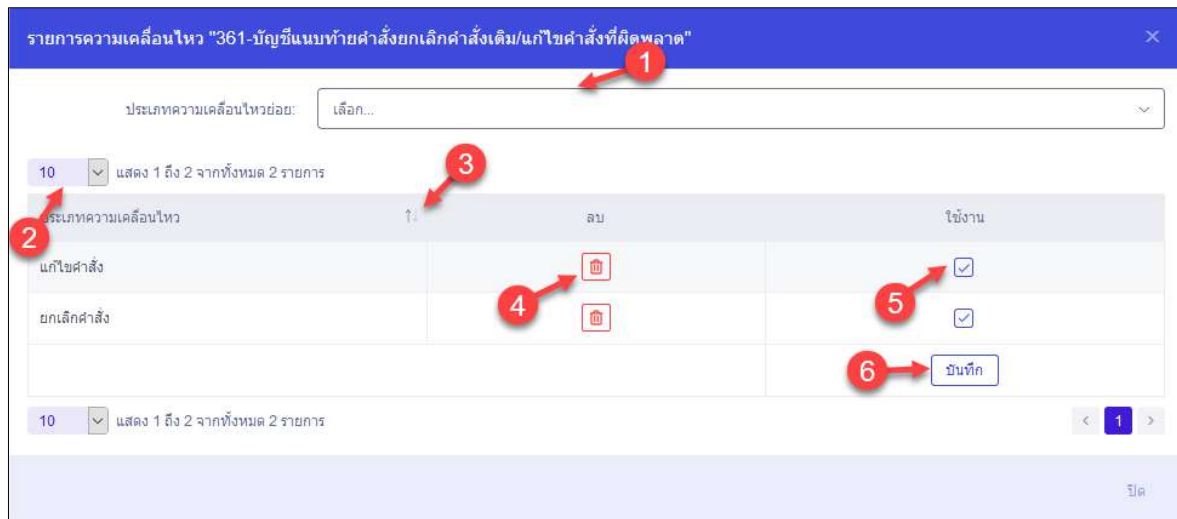 รายการความเคลื่อนไหว "361-บัญชีแนบท้ายคำสั่งยกเลิกคำสั่งเดิม/แก้ไขคำสั่งที่ผิดพลาด" ×
1
ประเภทความเคลื่อนไหวย่อย: เลือก...
10 แสดง 1 ถึง 2 จากทั้งหมด 2 รายการ
3
ประเภทความเคลื่อนไหว ลบ ใช้งาน
2
แก้ไขคำสั่ง
4
5
ยกเลิกคำสั่ง
6 บันทึก
10 แสดง 1 ถึง 2 จากทั้งหมด 2 รายการ < 1 >
ปิด